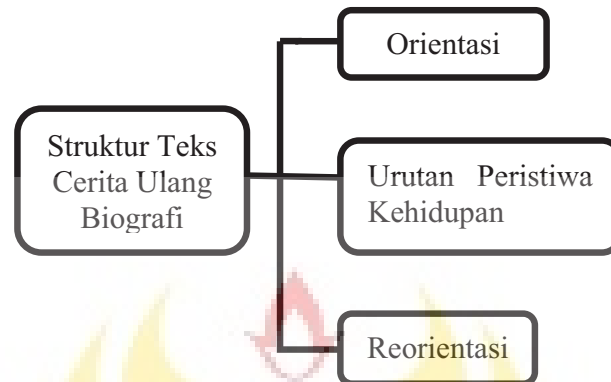 Orientasi
Struktur Teks
Cerita Ulang
Biografi
Urutan Peristiwa
Kehidupan
Reorientasi